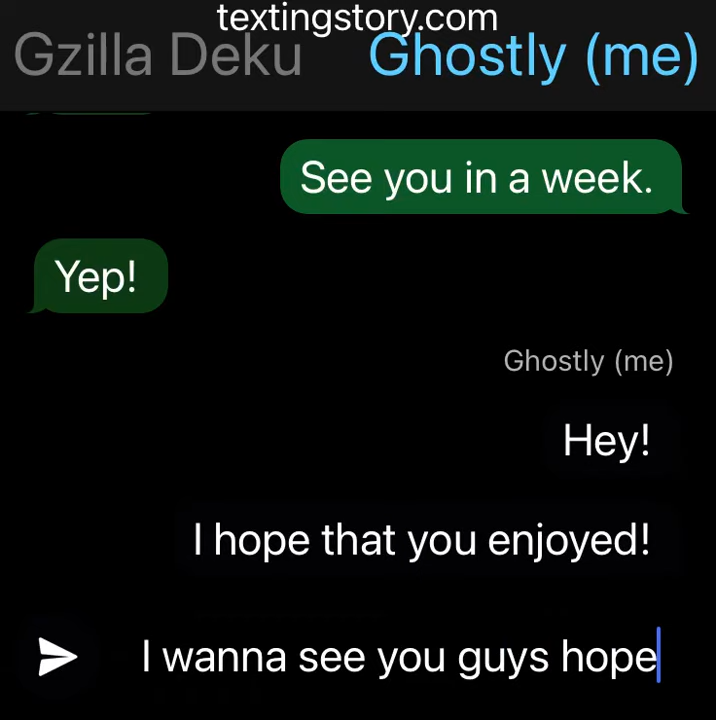 textingstory.com
Gzilla Deku Ghostly (me)
See you in a week.
Yep!
Ghostly (me)
Hey!
I hope that you enjoyed!
I wanna see you guys hope